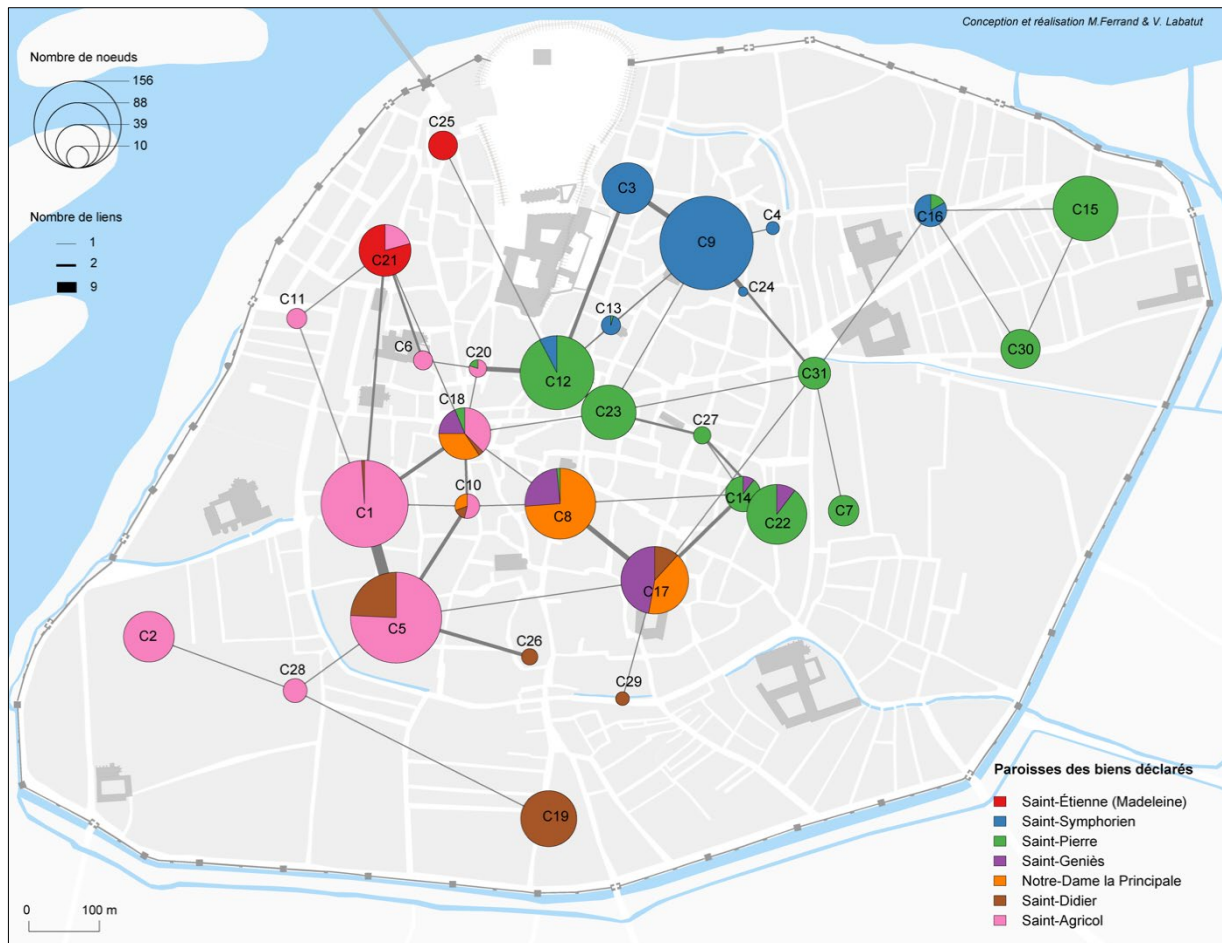 Conception et réalisation M.Ferrand & V. Labatut
Nombre de noeuds
156
88
39
10
Nombre de liens
1
2
9
C25
C3
C9
C4
C16
C15
C21
C24
C11
C13
C6
C20
C12
C31
C30
C18
C23
C27
C1
C10
C8
C14
C22
C7
C17
C5
C2
C26
C28
C29
C19
Paroisses des biens déclarés
Saint-Étienne (Madeleine)
Saint-Symphorien
Saint-Pierre
Saint-Geniès
Notre-Dame la Principale
Saint-Didier
Saint-Agricol
0 100 m